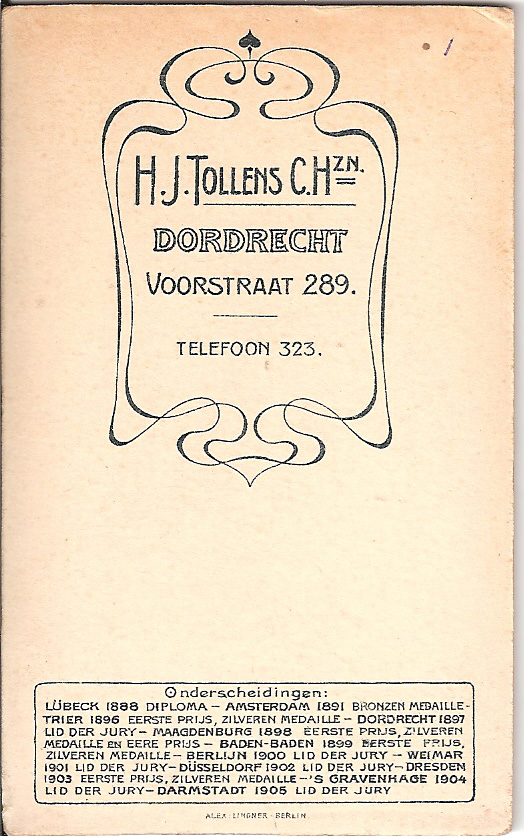 H.J. TOLLENS C.HZN.
DORDRECHT
VOORSTRAAT 289.
TELEFOON 323.
Onderscheidingen:
LÜBECK 1888 DIPLOMA – AMSTERDAM 1891 BRONZEN MEDAILLE-
TRIER 1896 EERSTE PRIJS, ZILVEREN MEDAILLE – DORDRECHT 1897
LID DER JURY – MAAGDENBURG 1898 EERSTE PRIJS, ZILVEREN
MEDAILLE EN EERE PRIJS – BADEN-BADEN 1899 EERSTE PRIJS,
ZILVEREN MEDAILLE – BERLIJN 1900 LID DER JURY – WEIMAR
1901 LID DER JURY – DÜSSELDORF 1902 LID DER JURY – DRESDEN
1903 EERSTE PRIJS, ZILVEREN MEDAILLE – 'S GRAVENHAGE 1904
LID DER JURY – DARMSTADT 1905 LID DER JURY
ALEX. LINGNER - BERLIN.